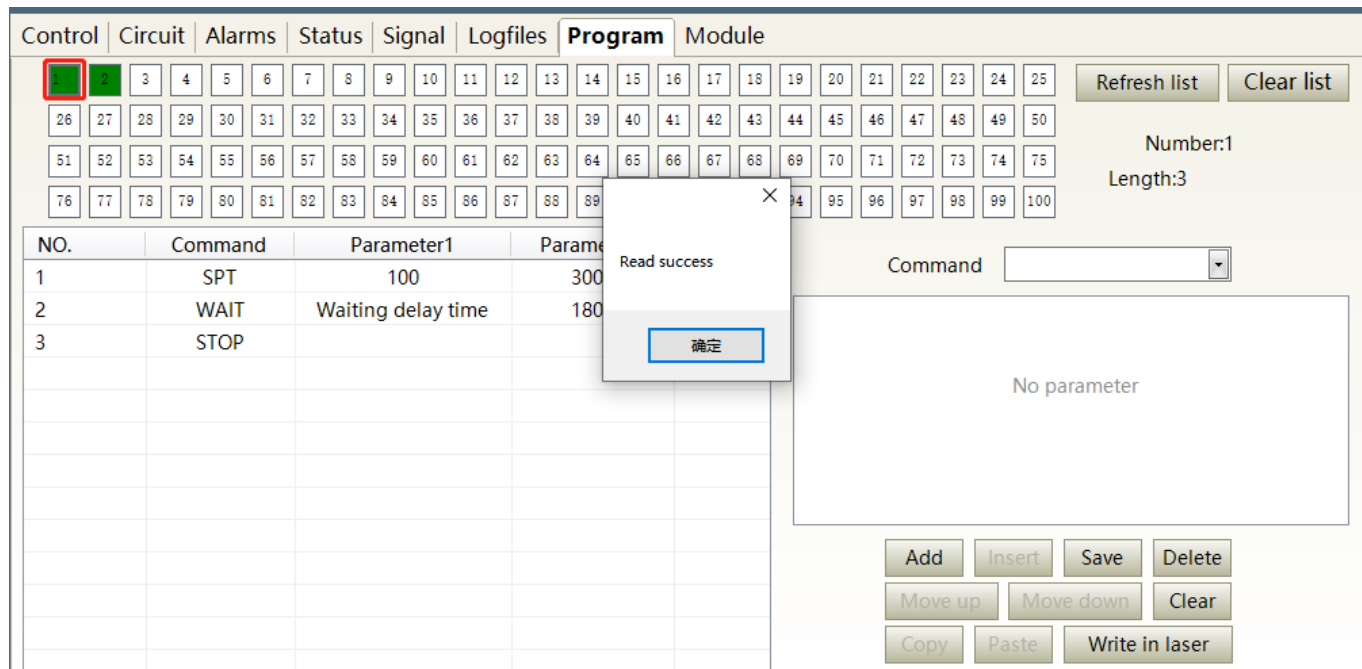 Control Circuit Alarms Status Signal Logfiles Program Module
1 2 3 4 5 6 7 8 9 10 11 12 13 14 15 16 17 18 19 20 21 22 23 24 25 Refresh list Clear list
26 27 28 29 30 31 32 33 34 35 36 37 38 39 40 41 42 43 44 45 46 47 48 49 50
Number:1
51 52 53 54 55 56 57 58 59 60 61 62 63 64 65 66 67 68 69 70 71 72 73 74 75
Length:3
76 77 78 79 80 81 82 83 84 85 86 87 88 89 94 95 96 97 98 99 100
NO. Command Parameter1 Parame
Read success
Command
1 SPT 100 300
2 WAIT Waiting delay time 180
3 STOP
确定
No parameter
Add Insert Save Delete
Move up Move down Clear
Copy Paste Write in laser